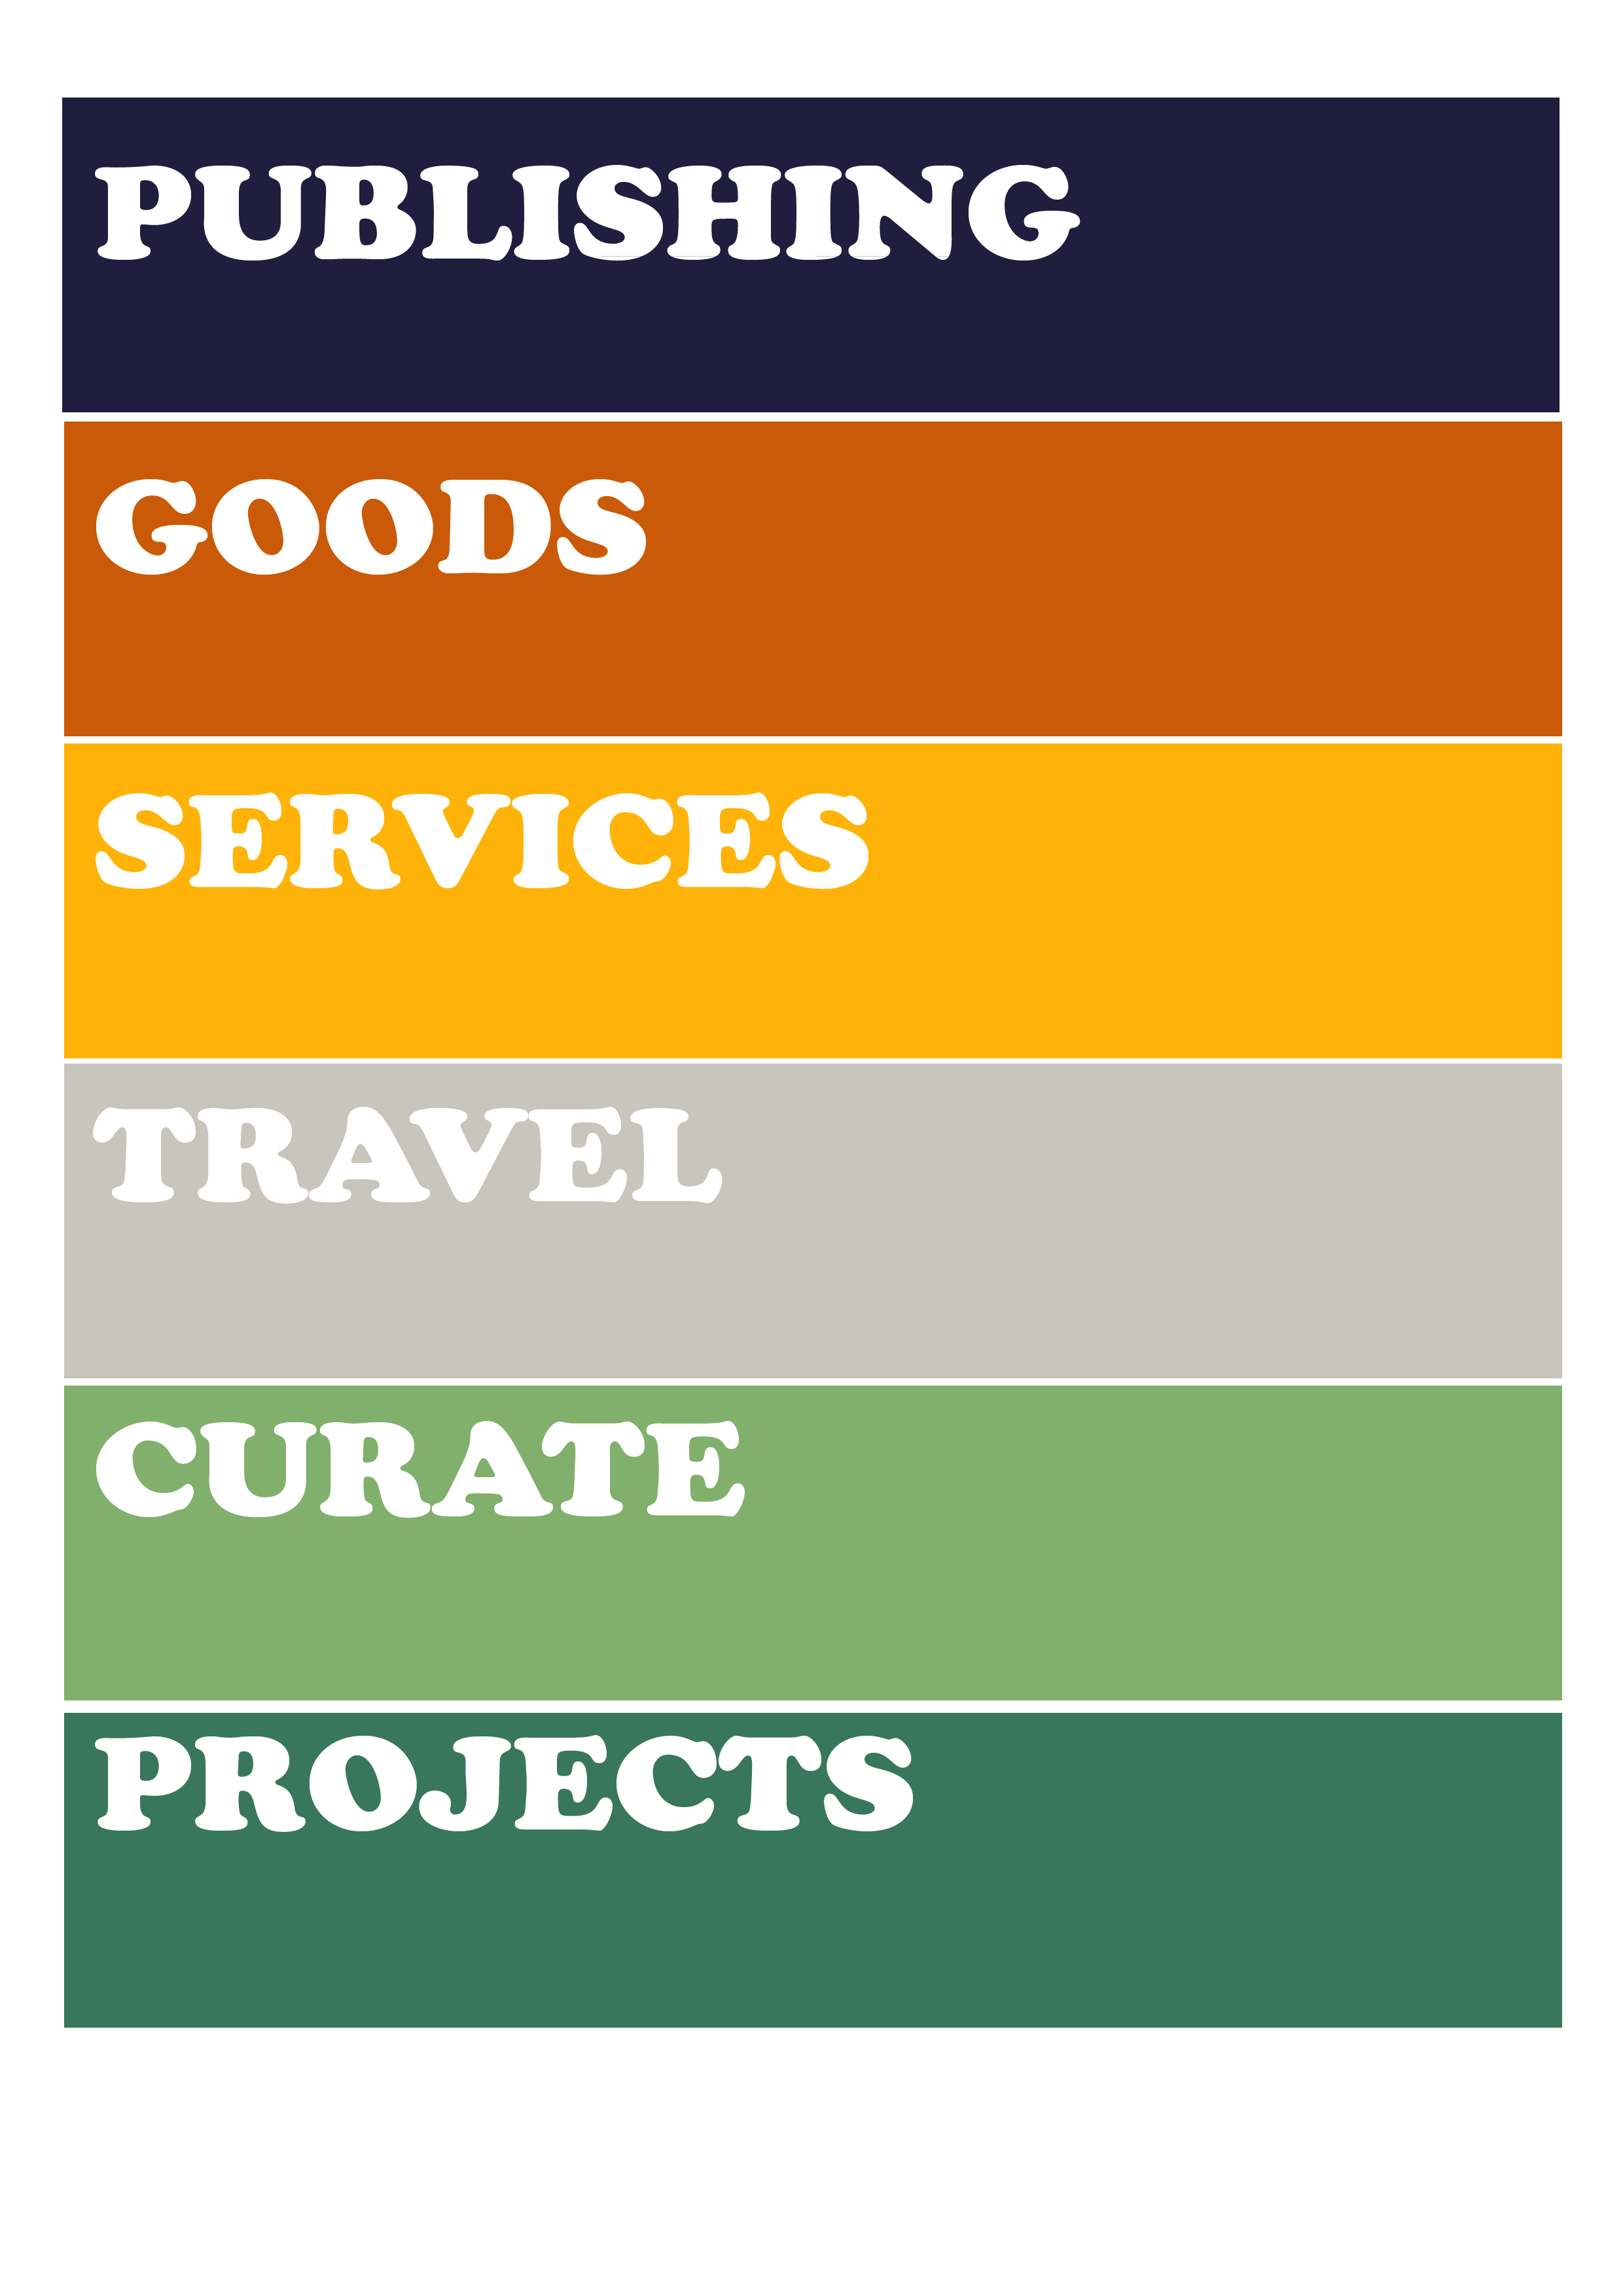 PUBLISHING
GOODS
SERVICES
TRAVEL
CURATE
PROJECTS